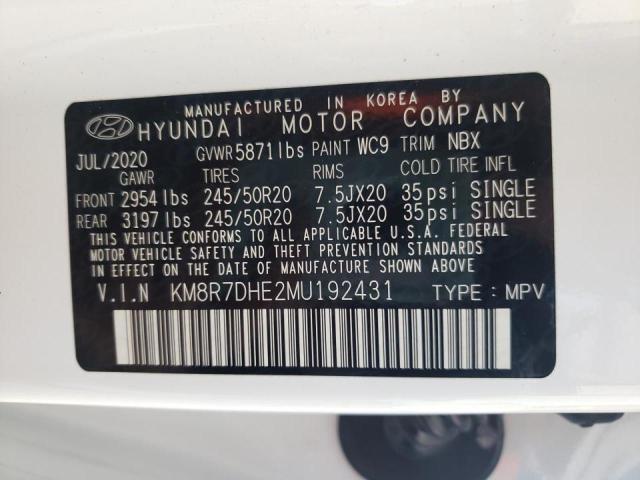 MANUFACTURED IN KOREA BY
HYUNDAI MOTOR COMPANY
JUL/2020 GVWR 5871lbs PAINT WC9 TRIM NBX
GAWR TIRES RIMS COLD TIRE INFL
FRONT 2954 lbs 245/50R20 7.5JX20 35psi SINGLE
REAR 3197 lbs 245/50R20 7.5JX20 35psi SINGLE
THIS VEHICLE CONFORMS TO ALL APPLICABLE U.S.A. FEDERAL
MOTOR VEHICLE SAFETY AND THEFT PREVENTION STANDARDS
IN EFFECT ON THE DATE OF MANUFACTURE SHOWN ABOVE
V.I.N KM8R7DHE2MU192431 TYPE : MPV